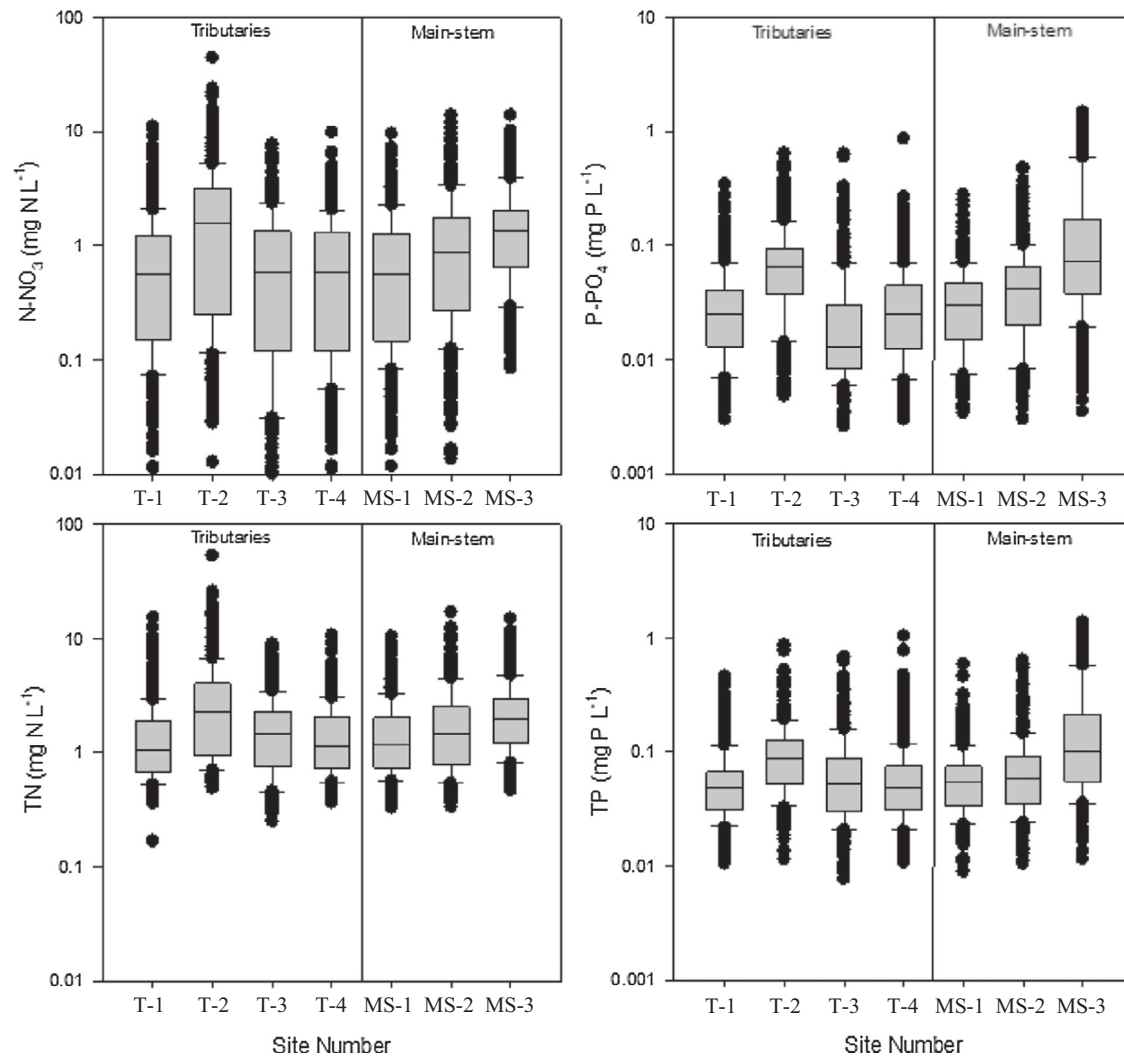 Tributaries
Main-stem
N-NO3 (mg N L-1)
100
10
1
0.1
0.01
T-1 T-2 T-3 T-4 MS-1 MS-2 MS-3
Tributaries
Main-stem
P-PO4 (mg P L-1)
10
1
0.1
0.01
0.001
T-1 T-2 T-3 T-4 MS-1 MS-2 MS-3
Tributaries
Main-stem
TN (mg N L-1)
100
10
1
0.1
0.01
T-1 T-2 T-3 T-4 MS-1 MS-2 MS-3
Site Number
Tributaries
Main-stem
TP (mg P L-1)
10
1
0.1
0.01
0.001
T-1 T-2 T-3 T-4 MS-1 MS-2 MS-3
Site Number